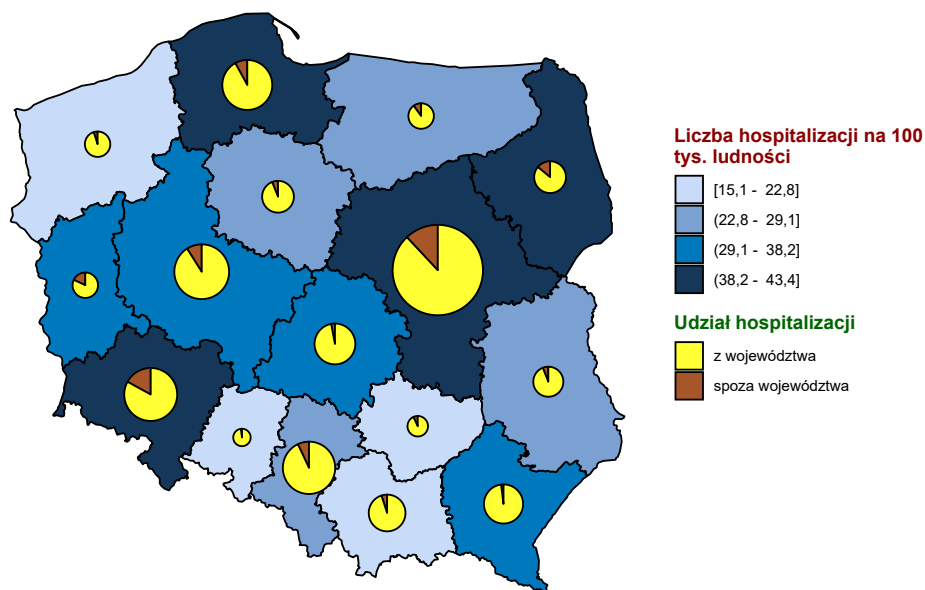 Liczba hospitalizacji na 100
tys. ludności
[15,1 - 22,8]
(22,8 - 29,1]
(29,1 - 38,2]
(38,2 - 43,4]
Udział hospitalizacji
z województwa
spoza województwa